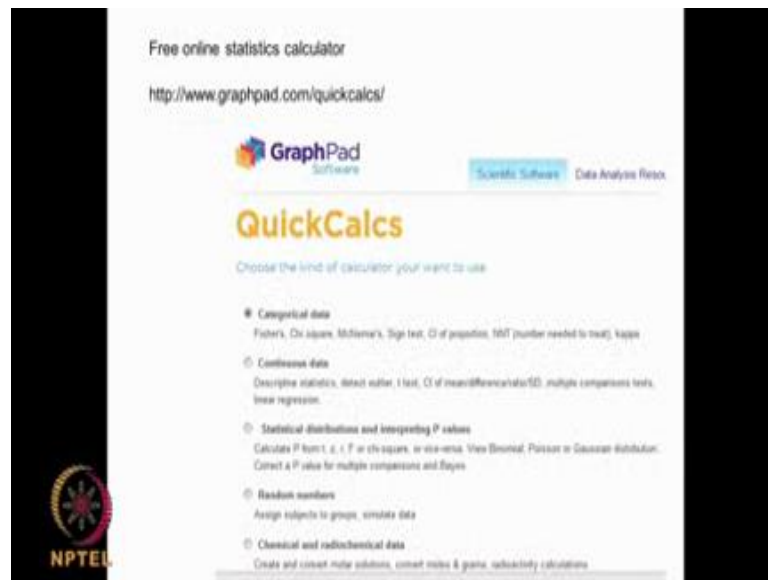 Free online statistics calculator
http://www.graphpad.com/quickcalcs/
GraphPad
Software
Scientific Software Data Analysis Resou
QuickCalcs
Choose the kind of calculator your want to use
Categorical data
Fisher's, Chi square, McNemar's, Sign test, CI of proportion, NNT (number needed to treat), kappa
Continuous data
Descriptive statistics, detect outlier, t test, CI of mean/difference/ratio/SD, multiple comparisons tests,
linear regression.
Statistical distributions and interpreting P values
Calculate P from t, z, r, F or chi-square, or vice-versa. View Binomial, Poisson or Gaussian distribution.
Correct a P value for multiple comparisons and Bayes
Random numbers
Assign subjects to groups, simulate data
Chemical and radiochemical data
Create and convert molar solutions, convert moles & grams, radioactivity calculations
NPTEL